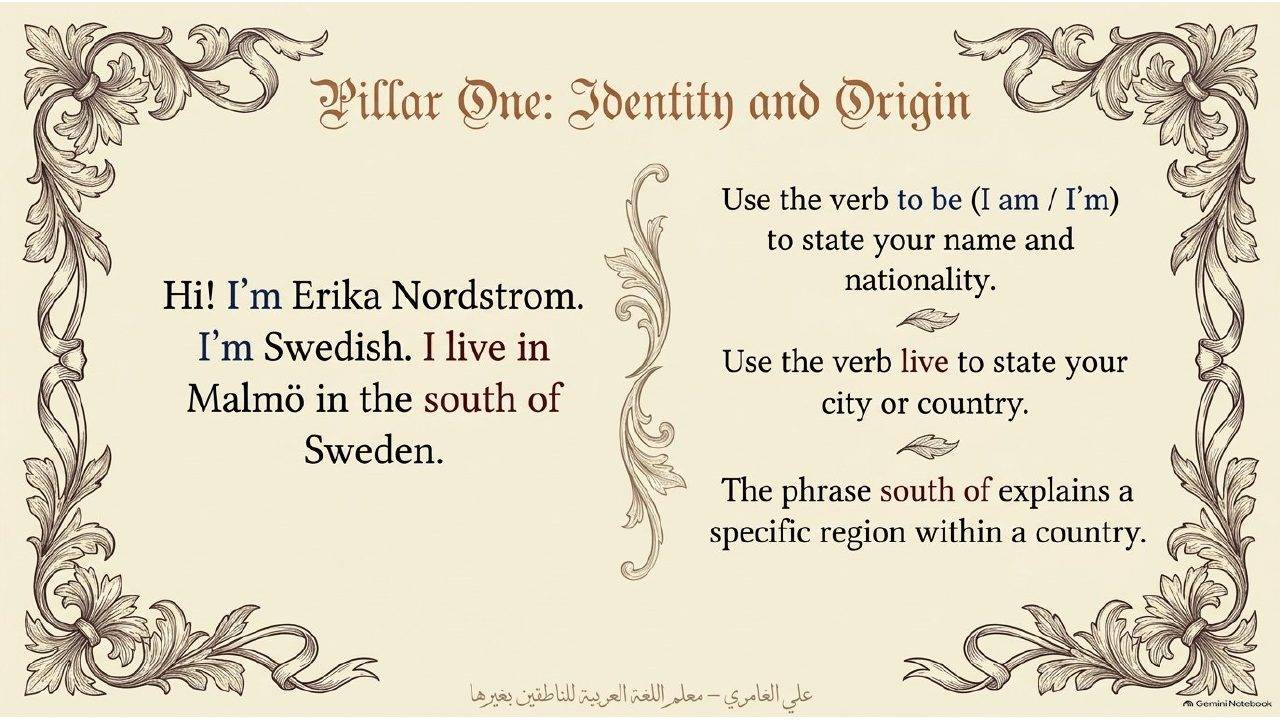 Pillar One: Identity and Origin
Hi! I’m Erika Nordstrom.
I’m Swedish. I live in
Malmö in the south of
Sweden.
Use the verb to be (I am / I’m)
to state your name and
nationality.
Use the verb live to state your
city or country.
The phrase south of explains a
specific region within a country.
علي الغامري – معلم اللغة العربية للناطقين بغيرها
Gemini Notebook